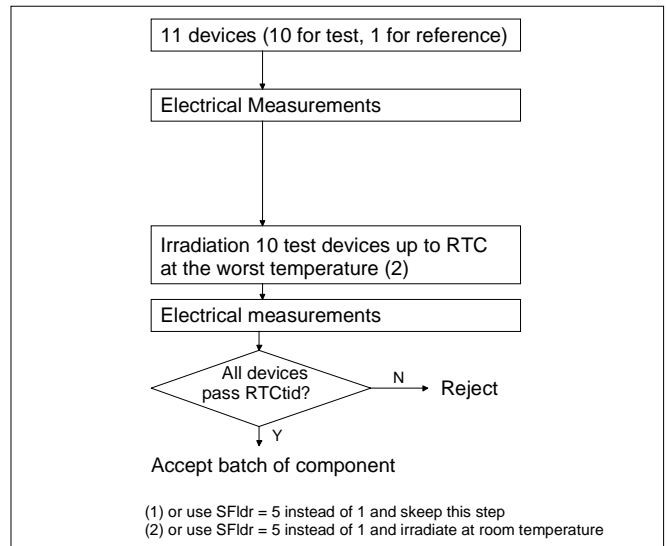 11 devices (10 for test, 1 for reference)
Electrical Measurements
Irradiation 10 test devices up to RTC
at the worst temperature (2)
Electrical measurements
All devices
pass RTCtid?
N
Reject
Y
Accept batch of component
(1) or use SFldr = 5 instead of 1 and skeep this step
(2) or use SFldr = 5 instead of 1 and irradiate at room temperature